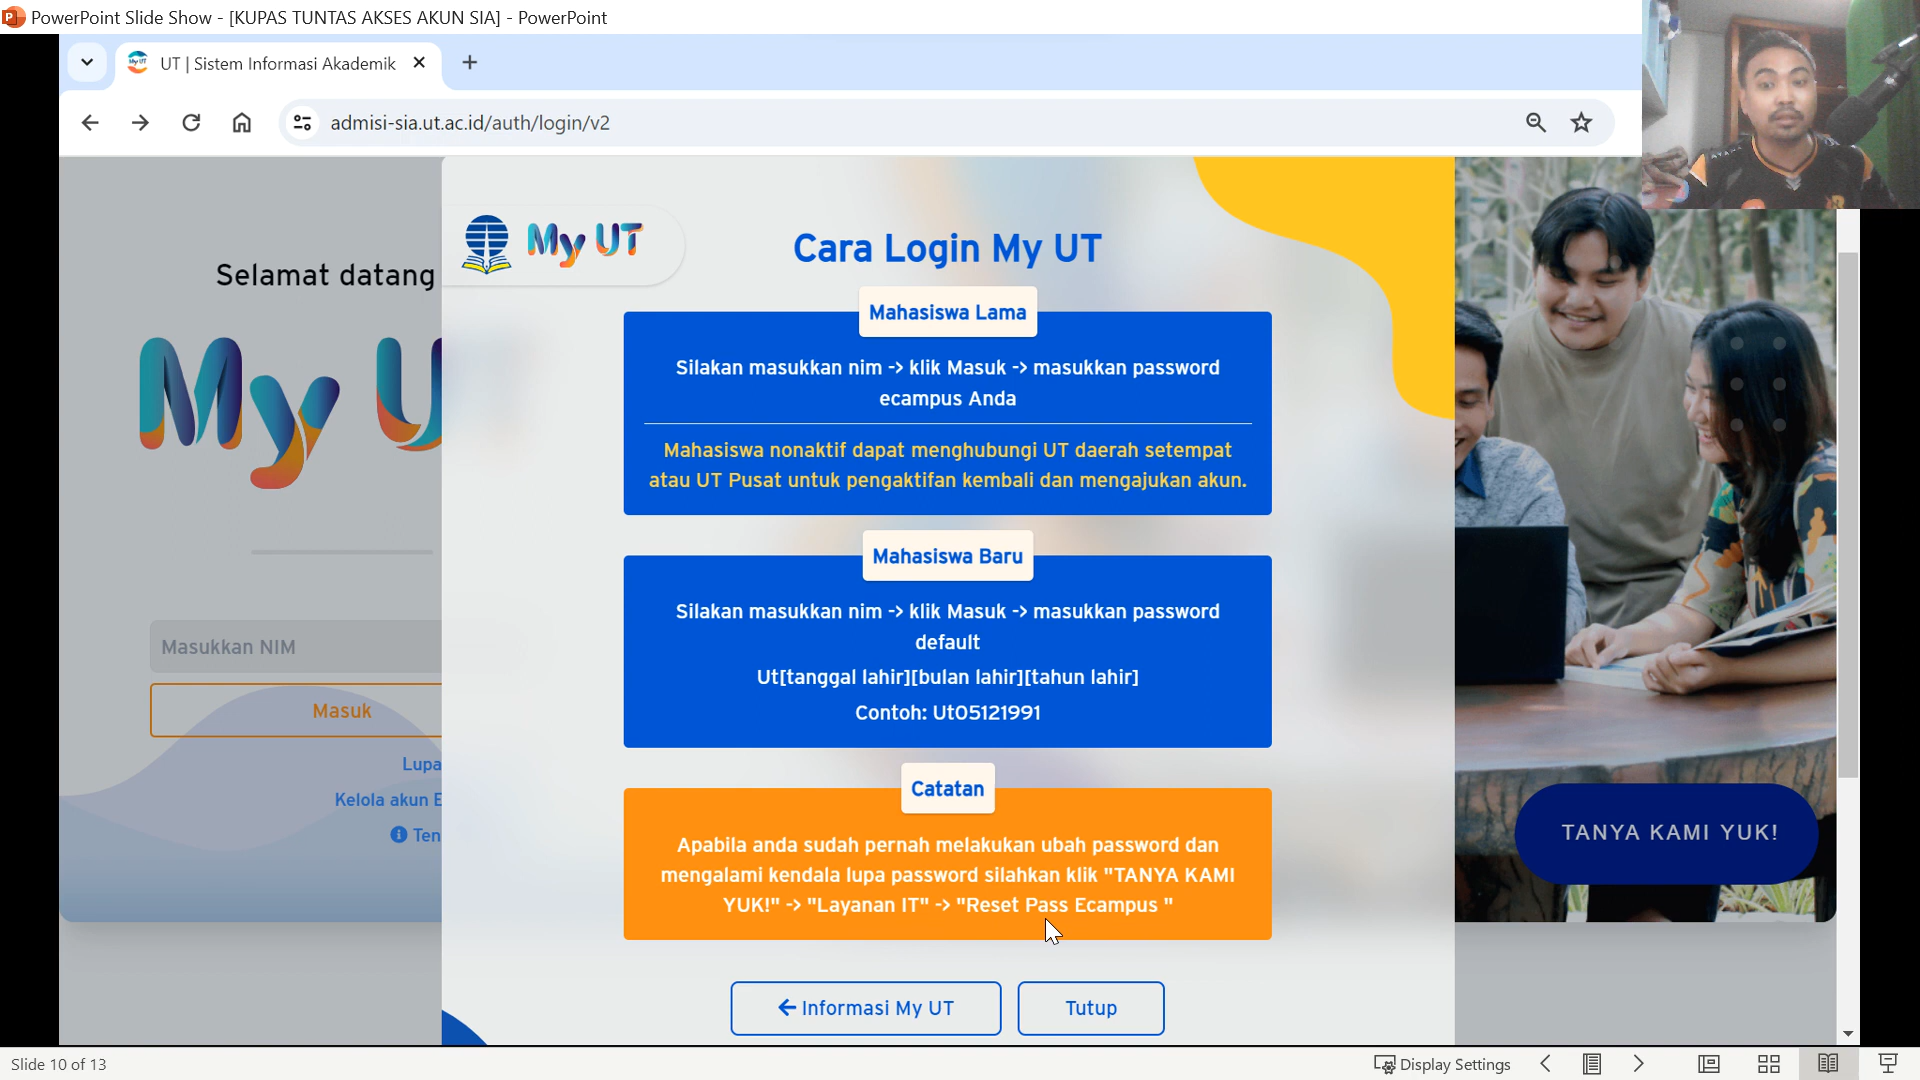 PowerPoint Slide Show - [KUPAS TUNTAS AKSES AKUN SIA] - PowerPoint
UT | Sistem Informasi Akademik
admisi-sia.ut.ac.id/auth/login/v2
My UT
Cara Login My UT
Selamat datang
My U
Mahasiswa Lama
Silakan masukkan nim -> klik Masuk -> masukkan password
ecampus Anda
Mahasiswa nonaktif dapat menghubungi UT daerah setempat
atau UT Pusat untuk pengaktifan kembali dan mengajukan akun.
Mahasiswa Baru
Silakan masukkan nim -> klik Masuk -> masukkan password
default
Ut[tanggal lahir][bulan lahir][tahun lahir]
Contoh: Ut05121991
Masukkan NIM
Masuk
Lupa
Kelola akun E
Ten
Catatan
Apabila anda sudah pernah melakukan ubah password dan
mengalami kendala lupa password silahkan klik "TANYA KAMI
YUK!" -> "Layanan IT" -> "Reset Pass Ecampus "
TANYA KAMI YUK!
← Informasi My UT
Tutup
Slide 10 of 13
Display Settings